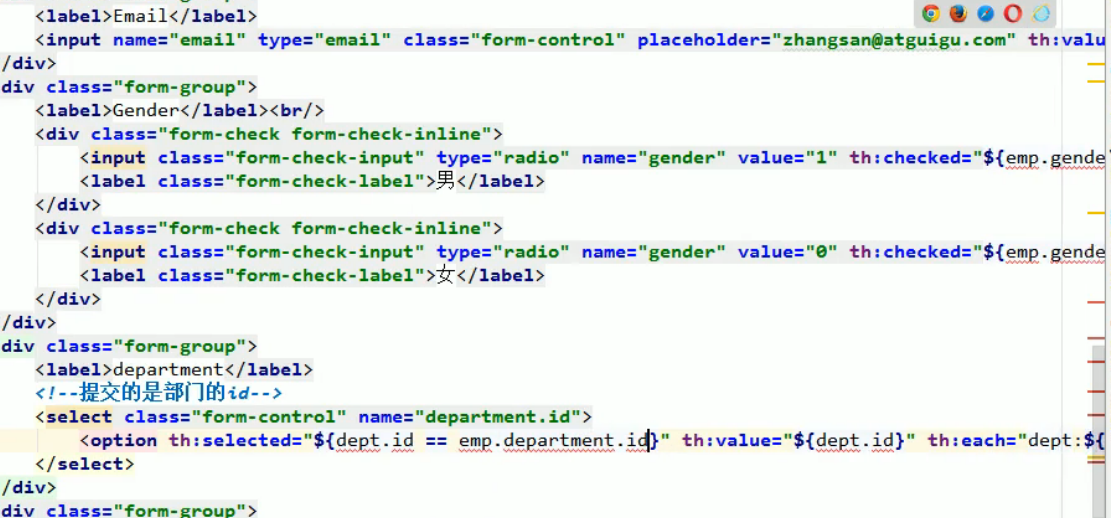 <label>Email</label>
<input name="email" type="email" class="form-control" placeholder="zhangsan@atguigu.com" th:valu
/div>
div class="form-group">
<label>Gender</label><br/>
<div class="form-check form-check-inline">
<input class="form-check-input" type="radio" name="gender" value="1" th:checked="${emp.gende
<label class="form-check-label">男</label>
</div>
<div class="form-check form-check-inline">
<input class="form-check-input" type="radio" name="gender" value="0" th:checked="${emp.gende
<label class="form-check-label">女</label>
</div>
/div>
div class="form-group">
<label>department</label>
<!--提交的是部门的id-->
<select class="form-control" name="department.id">
<option th:selected="${dept.id == emp.department.id}" th:value="${dept.id}" th:each="dept:${
</select>
/div>
div class="form-group">